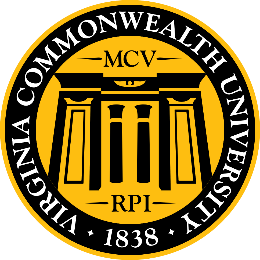 VIRGINIA COMMONWEALTH UNIVERSITY
MCV
RPI
· 1838 ·